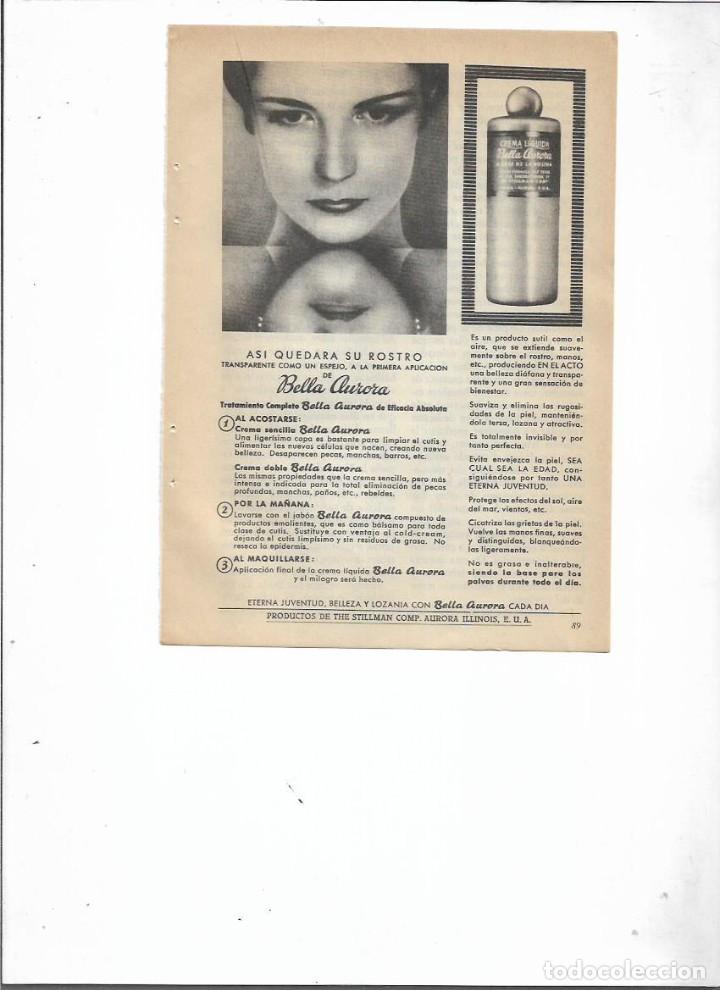 ASI QUEDARA SU ROSTRO
TRANSPARENTE COMO UN ESPEJO, A LA PRIMERA APLICACION
DE
Bella Aurora
Tratamiento Completo Bella Aurora de Eficacia Absoluta
1 AL ACOSTARSE:
Crema sencilla Bella Aurora
Una ligerísima capa es bastante para limpiar el cutis y
alimentar las nuevas células que nacen, creando nueva
belleza. Desaparecen pecas, manchas, barros, etc.
Crema doble Bella Aurora
Las mismas propiedades que la crema sencilla, pero más
intensa e indicada para la total eliminación de pecas
profundas, manchas, paños, etc., rebeldes.
2 POR LA MAÑANA:
Lavarse con el jabón Bella Aurora compuesto de
productos emolientes, que es como bálsamo para toda
clase de cutis. Sustituye con ventaja al cold-cream,
dejando el cutis limpísimo y sin residuos de grasa. No
reseca la epidermis.
3 AL MAQUILLARSE:
Aplicación final de la crema líquida Bella Aurora
y el milagro será hecho.
CREMA LIQUIDA
Bella Aurora
Es un producto sutil como el
aire, que se extiende suave-
mente sobre el rostro, manos,
etc., produciendo EN EL ACTO
una belleza diáfana y transpa-
rente y una gran sensación de
bienestar.
Suaviza y elimina las rugosi-
dades de la piel, mantenién-
dola tersa, lozana y atractiva.
Es totalmente invisible y por
tanto perfecta.
Evita envejezca la piel, SEA
CUAL SEA LA EDAD, con-
siguiéndose por tanto UNA
ETERNA JUVENTUD.
Protege los efectos del sol, aire
del mar, vientos, etc.
Cicatriza las grietas de la piel.
Vuelve las manos finas, suaves
y distinguidas, blanqueándo-
las ligeramente.
No es grasa e inalterable,
siendo la base para los
polvos durante todo el día.
ETERNA JUVENTUD, BELLEZA Y LOZANIA CON Bella Aurora CADA DIA
PRODUCTOS DE THE STILLMAN COMP. AURORA ILLINOIS, E. U. A.
89
todocoleccion